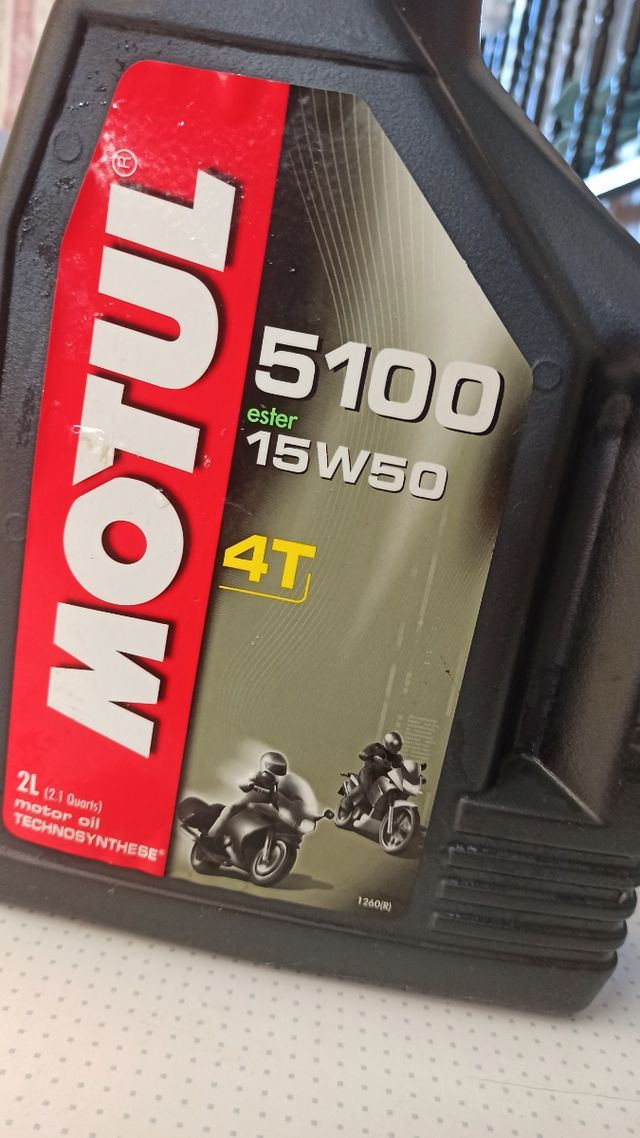 MOTUL®
5100
ester
15W50
4T
2L (2.1 Quarts)
motor oil
TECHNOSYNTHESE®
1260(R)